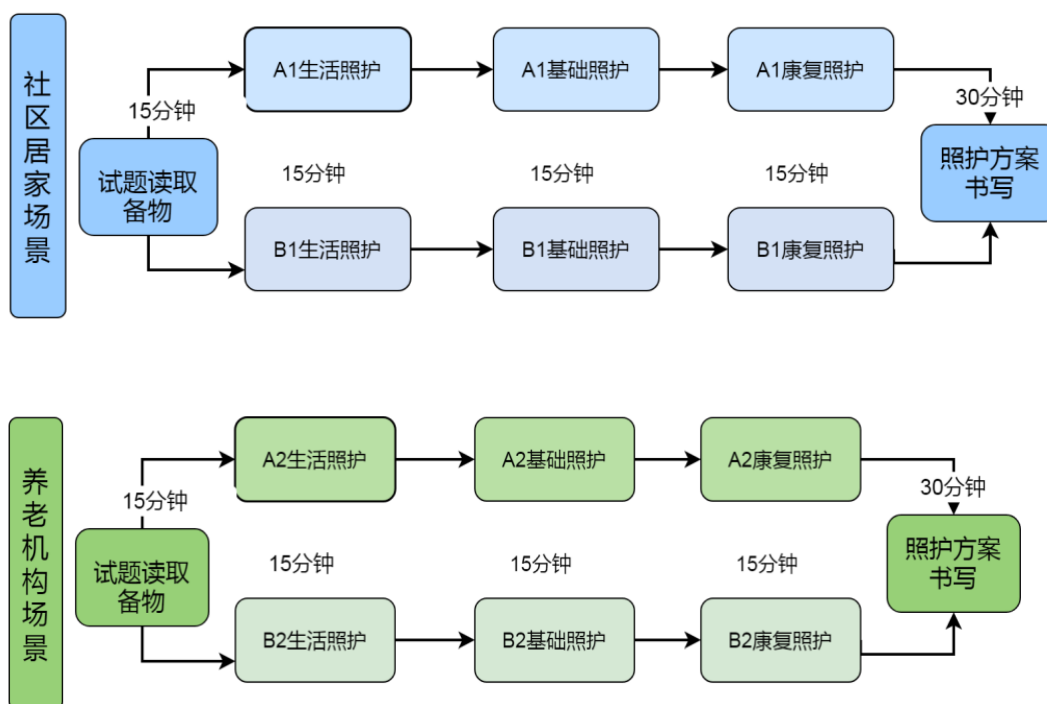 社区居家场景
15分钟
试题读取
备物
A1生活照护
A1基础照护
A1康复照护
30分钟
照护方案
书写
15分钟
15分钟
15分钟
B1生活照护
B1基础照护
B1康复照护
养老机构场景
15分钟
试题读取
备物
A2生活照护
A2基础照护
A2康复照护
30分钟
照护方案
书写
15分钟
15分钟
15分钟
B2生活照护
B2基础照护
B2康复照护